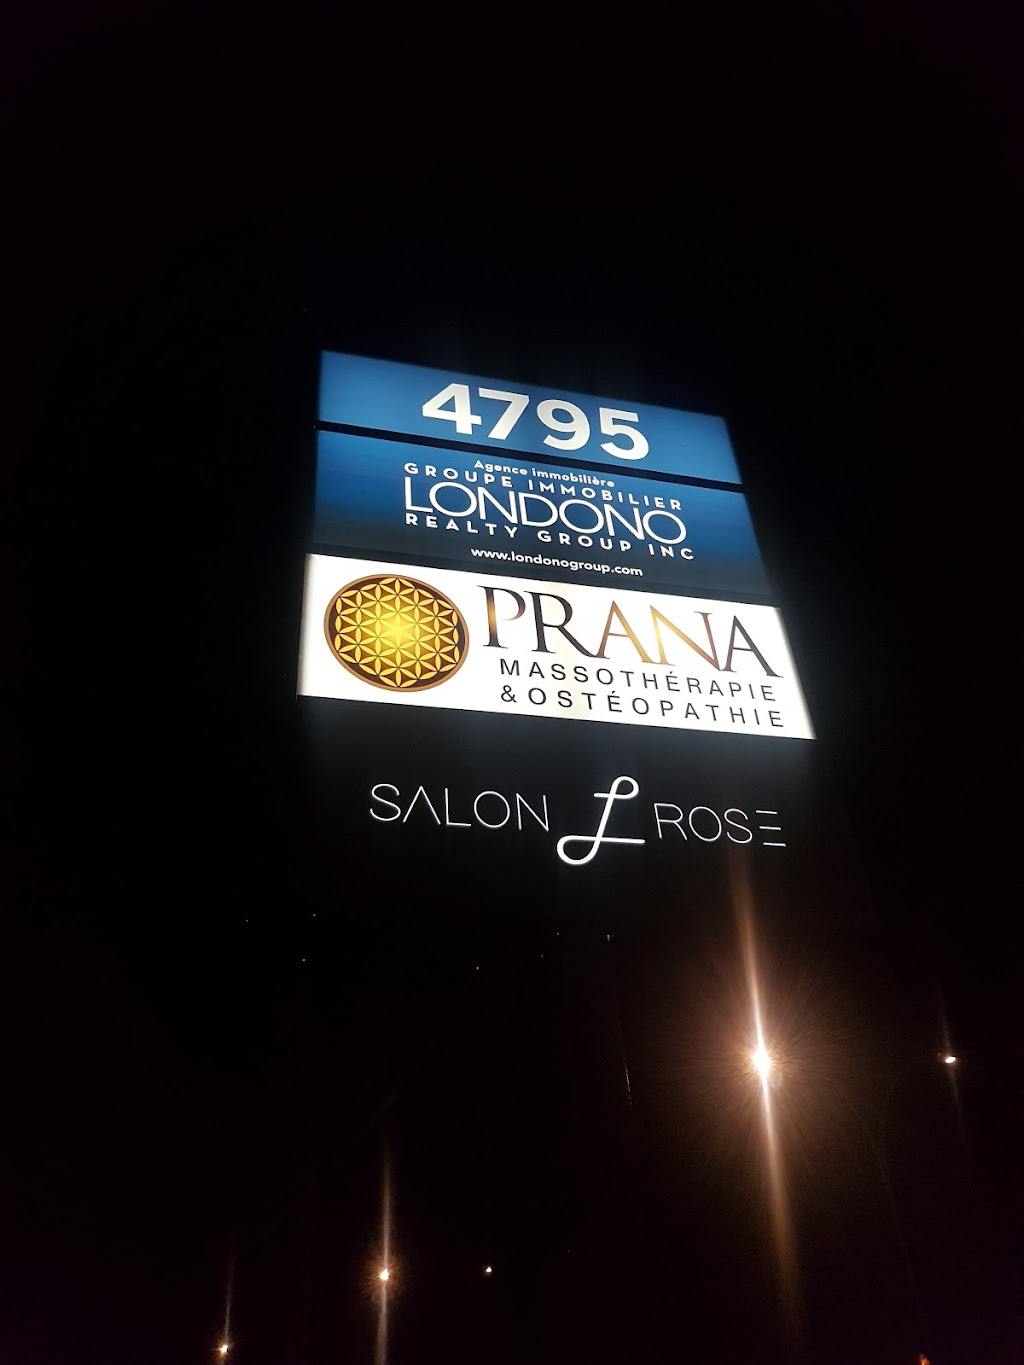 4795
Agence immobilière
GROUPE IMMOBILIER
LONDONO
REALTY GROUP INC
www.londonogroup.com
PRANA
MASSOTHÉRAPIE
& OSTÉOPATHIE
SALON L ROSE